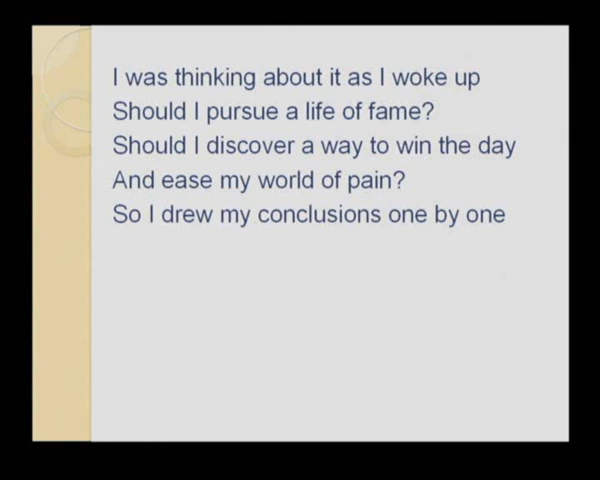 I was thinking about it as I woke up
Should I pursue a life of fame?
Should I discover a way to win the day
And ease my world of pain?
So I drew my conclusions one by one